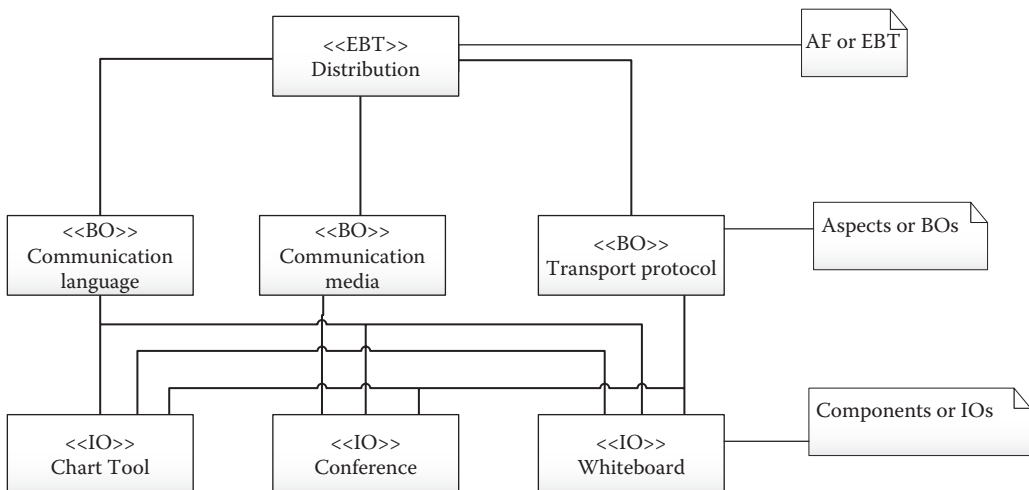 <<EBT>>
Distribution
AF or EBT
<<BO>>
Communication
language
<<BO>>
Communication
media
<<BO>>
Transport protocol
Aspects or BOs
<<IO>>
Chart Tool
<<IO>>
Conference
<<IO>>
Whiteboard
Components or IOs